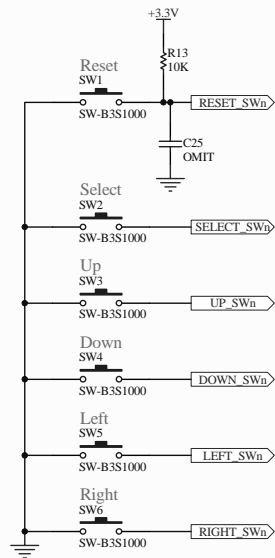 +3.3V
R13
10K
Reset
SW1
SW-B3S1000
RESET_SWn
C25
OMIT
Select
SW2
SW-B3S1000
SELECT_SWn
Up
SW3
SW-B3S1000
UP_SWn
Down
SW4
SW-B3S1000
DOWN_SWn
Left
SW5
SW-B3S1000
LEFT_SWn
Right
SW6
SW-B3S1000
RIGHT_SWn